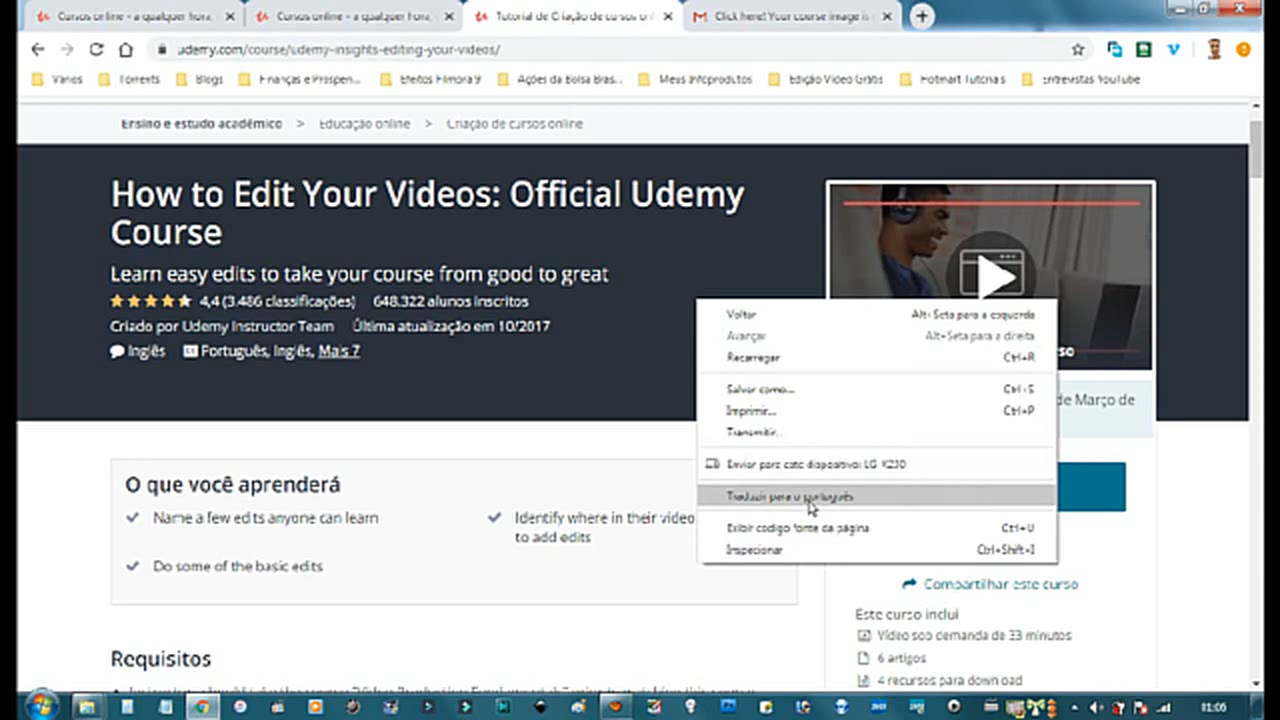 Cursos online - a qualquer hora,
Cursos online - a qualquer hora,
Tutorial de Criação de cursos onl
Click here! Your course image is
udemy.com/course/udemy-insights-editing-your-videos/
Vários
Torrents
Blogs
Finanças e Prosperi...
Efeitos Filmora 9
Ações da Bolsa Bras...
Meus Infoprodutos
Edição Vídeo Grátis
Hotmart Tutoriais
Entrevistas YouTube
Ensino e estudo acadêmico > Educação online > Criação de cursos online
How to Edit Your Videos: Official Udemy
Course
Learn easy edits to take your course from good to great
4,4 (3.486 classificações) 648.322 alunos inscritos
Criado por Udemy Instructor Team Última atualização em 10/2017
Inglês Português, Inglês, Mais 7
Voltar Alt+Seta para a esquerda
Avançar Alt+Seta para a direita
Recarregar Ctrl+R
Salvar como... Ctrl+S
Imprimir... Ctrl+P
Transmitir...
Enviar para este dispositivo: LG K230
Traduzir para o português
Exibir código fonte da página Ctrl+U
Inspecionar Ctrl+Shift+I
de Março de
O que você aprenderá
Name a few edits anyone can learn
Identify where in their video
to add edits
Do some of the basic edits
Compartilhar este curso
Este curso inclui
Vídeo sob demanda de 33 minutos
6 artigos
4 recursos para download
Requisitos
01:06